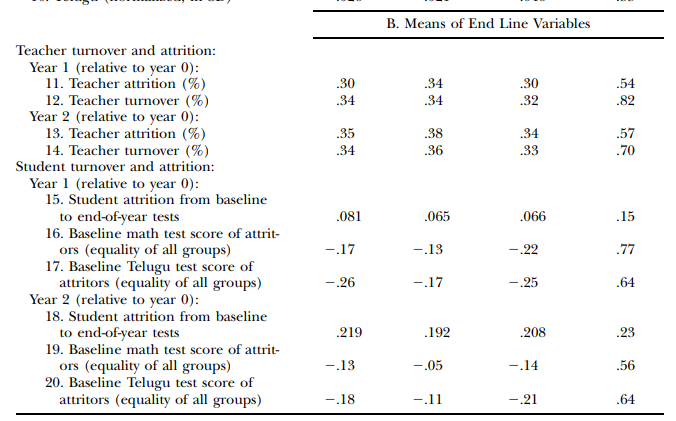 B. Means of End Line Variables
Teacher turnover and attrition:
Year 1 (relative to year 0):
11. Teacher attrition (%) .30 .34 .30 .54
12. Teacher turnover (%) .34 .34 .32 .82
Year 2 (relative to year 0):
13. Teacher attrition (%) .35 .38 .34 .57
14. Teacher turnover (%) .34 .36 .33 .70
Student turnover and attrition:
Year 1 (relative to year 0):
15. Student attrition from baseline
to end-of-year tests .081 .065 .066 .15
16. Baseline math test score of attrit-
ors (equality of all groups) −.17 −.13 −.22 .77
17. Baseline Telugu test score of
attritors (equality of all groups) −.26 −.17 −.25 .64
Year 2 (relative to year 0):
18. Student attrition from baseline
to end-of-year tests .219 .192 .208 .23
19. Baseline math test score of attrit-
ors (equality of all groups) −.13 −.05 −.14 .56
20. Baseline Telugu test score of
attritors (equality of all groups) −.18 −.11 −.21 .64